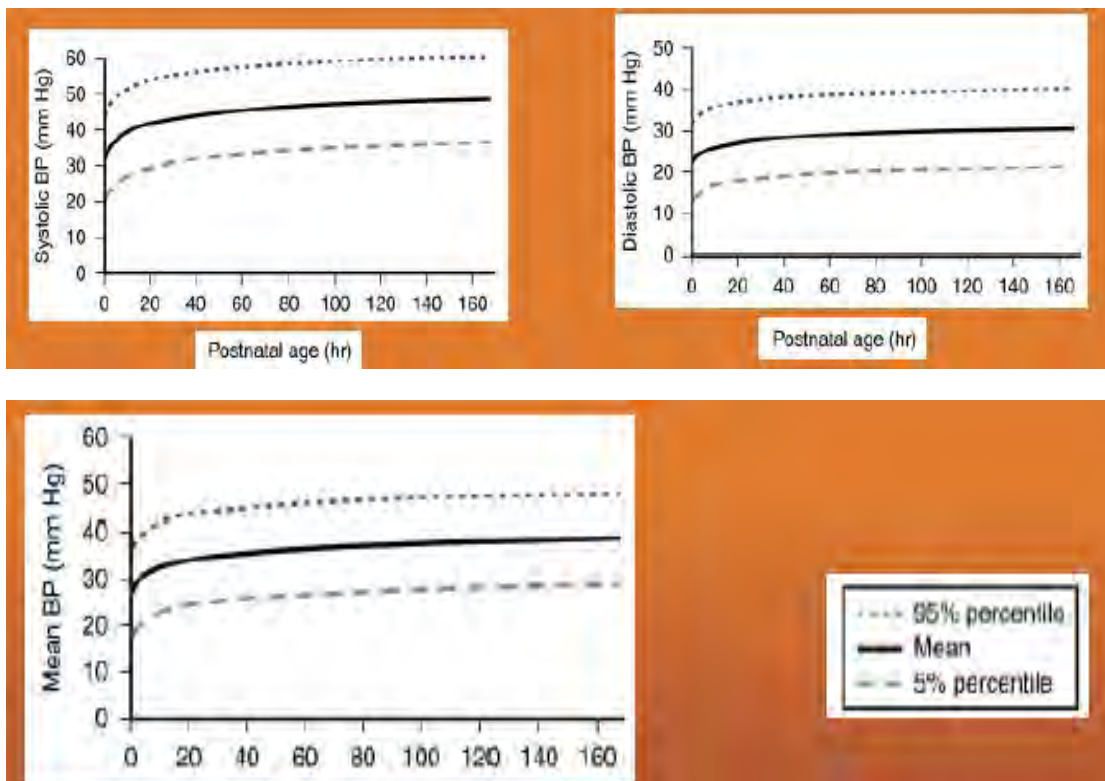 Systolic BP (mm Hg)
60
50
40
30
20
10
0
0 20 40 60 80 100 120 140 160
Postnatal age (hr)
Diastolic BP (mm Hg)
50
40
30
20
10
0
0 20 40 60 80 100 120 140 160
Postnatal age (hr)
Mean BP (mm Hg)
60
50
40
30
20
10
0
0 20 40 60 80 100 120 140 160
95% percentile
Mean
5% percentile